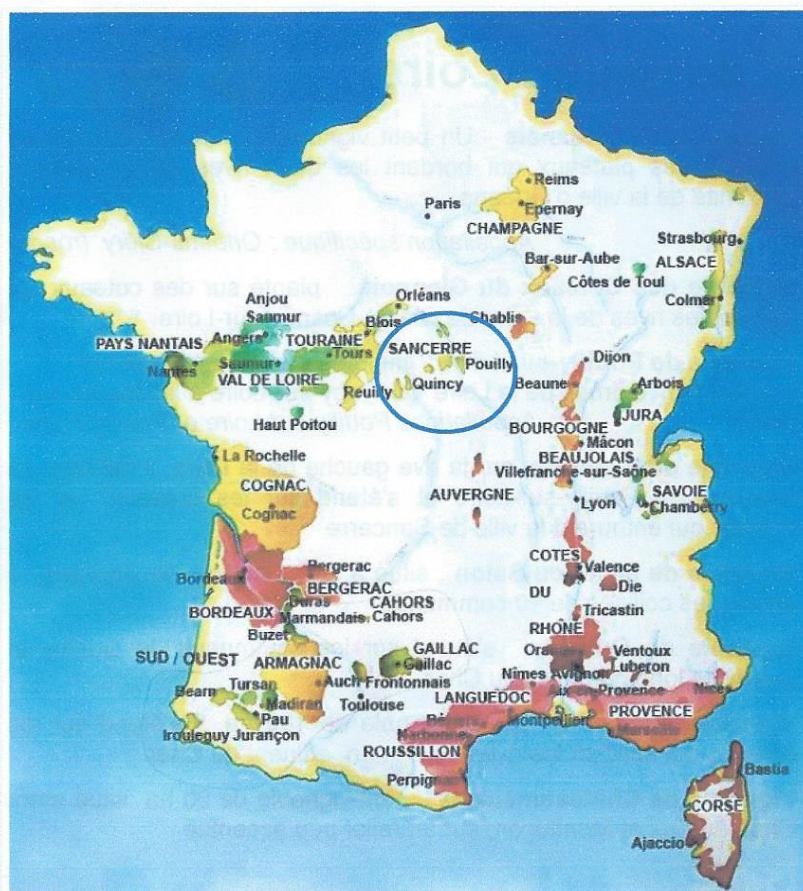 Reims
Paris
Epernay
CHAMPAGNE
Strasbourg
Bar-sur-Aube
ALSACE
Côtes de Toul
Colmer
Orléans
Anjou
Saumur
Blois
Chablis
Angers
TOURAINE
SANCERRE
PAYS NANTAIS
Tours
Pouilly
Dijon
Nantes
Saumur
VAL DE LOIRE
Reuilly
Quincy
Beaune
Arbois
JURA
Haut Poitou
BOURGOGNE
Mâcon
BEAUJOLAIS
La Rochelle
Villefranche-sur-Saône
COGNAC
AUVERGNE
SAVOIE
Cognac
Lyon
Chambérry
COTES
Bergerac
Valence
Bordeaux
BERGERAC
DU
Die
Duras
CAHORS
BORDEAUX
Marmandais
Cahors
Tricastin
Buzet
RHÔNE
GAILLAC
SUD / OUEST
ARMAGNAC
Gaillac
Ventoux
Luberon
Tursan
Auch
Frontonnais
Nîmes
Avignon
Bearn
Madiran
Toulouse
LANGUEDOC
Aix-en-Provence
Nice
Pau
Montpellier
PROVENCE
Irouleguy
Jurançon
Narbonne
Marseille
ROUSSILLON
Perpignan
Bastia
CORSE
Ajaccio